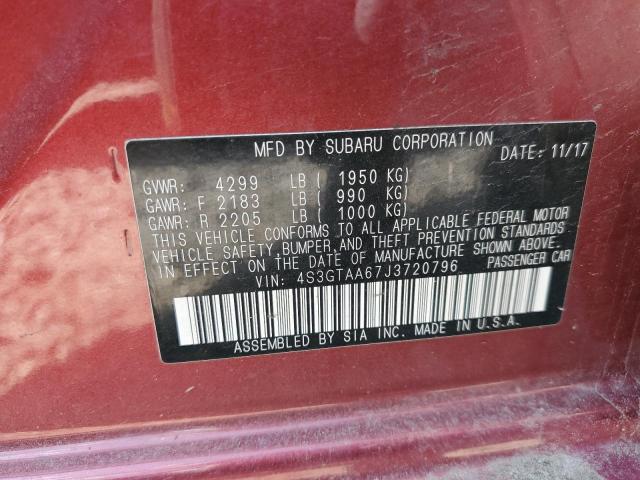 MFD BY SUBARU CORPORATION
DATE: 11/17
GVWR: 4299 LB ( 1950 KG)
GAWR: F 2183 LB ( 990 KG)
GAWR: R 2205 LB ( 1000 KG)
THIS VEHICLE CONFORMS TO ALL APPLICABLE FEDERAL MOTOR
VEHICLE SAFETY, BUMPER, AND THEFT PREVENTION STANDARDS
IN EFFECT ON THE DATE OF MANUFACTURE SHOWN ABOVE.
VIN: 4S3GTAA67J3720796 PASSENGER CAR
ASSEMBLED BY SIA INC. MADE IN U.S.A.